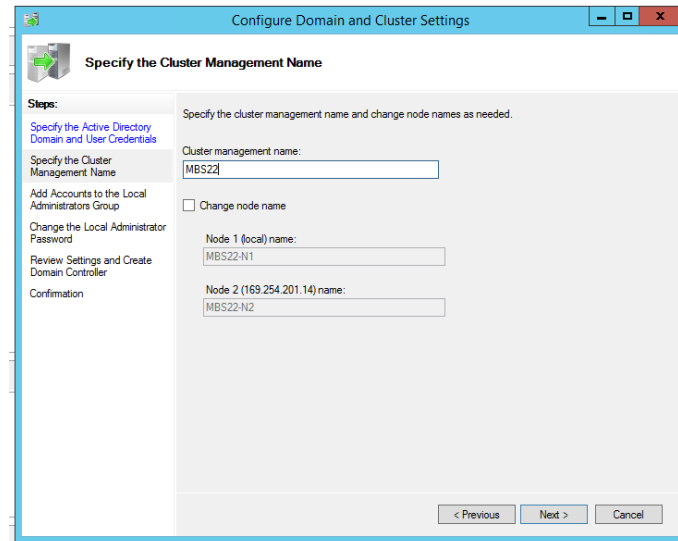 Configure Domain and Cluster Settings
Specify the Cluster Management Name
Steps:
Specify the Active Directory
Domain and User Credentials
Specify the Cluster
Management Name
Add Accounts to the Local
Administrators Group
Change the Local Administrator
Password
Review Settings and Create
Domain Controller
Confirmation
Specify the cluster management name and change node names as needed.
Cluster management name:
MBS22
Change node name
Node 1 (local) name:
MBS22-N1
Node 2 (169.254.201.14) name:
MBS22-N2
< Previous
Next >
Cancel